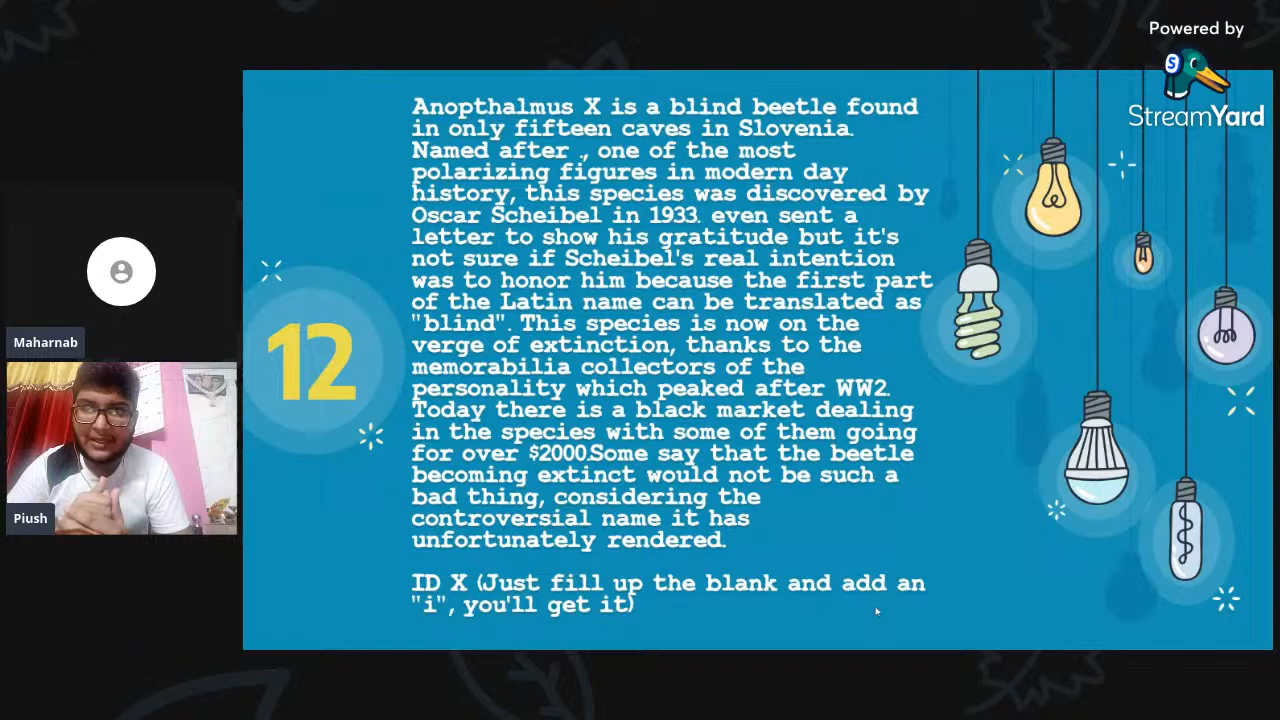 Powered by
StreamYard
Anopthalmus X is a blind beetle found
in only fifteen caves in Slovenia.
Named after ., one of the most
polarizing figures in modern day
history, this species was discovered by
Oscar Scheibel in 1933. even sent a
letter to show his gratitude but it's
not sure if Scheibel's real intention
was to honor him because the first part
of the Latin name can be translated as
"blind". This species is now on the
verge of extinction, thanks to the
memorabilia collectors of the
personality which peaked after WW2.
Today there is a black market dealing
in the species with some of them going
for over $2000.Some say that the beetle
becoming extinct would not be such a
bad thing, considering the
controversial name it has
unfortunately rendered.
ID X (Just fill up the blank and add an
"i", you'll get it)
12
Maharnab
Piush